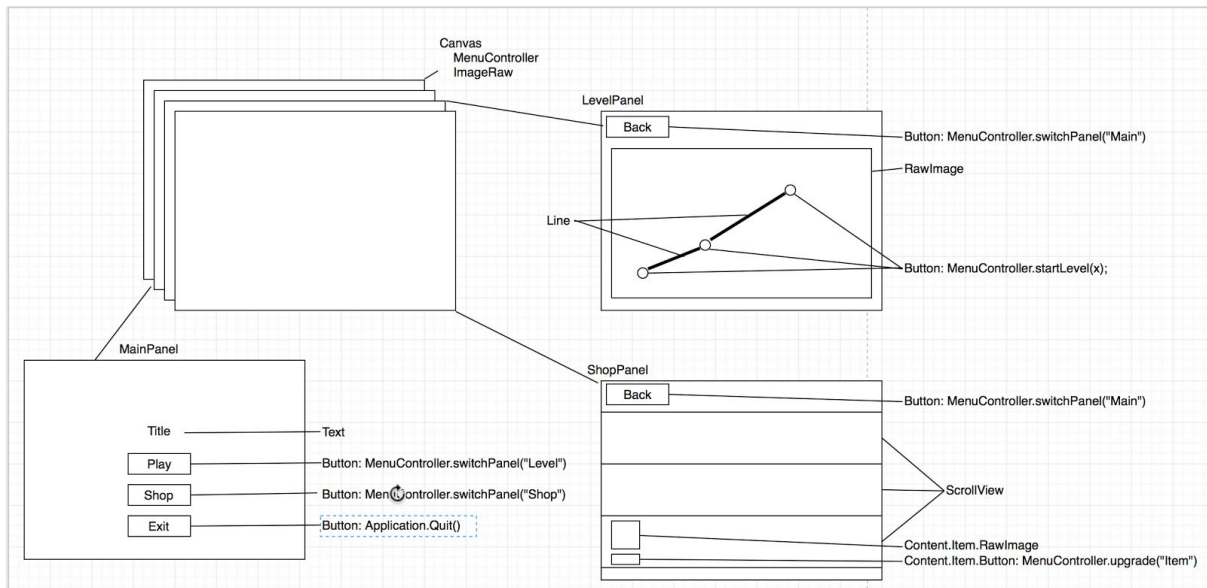 Canvas
MenuController
ImageRaw
LevelPanel
Back
Button: MenuController.switchPanel("Main")
RawImage
Line
Button: MenuController.startLevel(x);
MainPanel
Title
Text
Play
Button: MenuController.switchPanel("Level")
Shop
Button: MenuController.switchPanel("Shop")
Exit
Button: Application.Quit()
ShopPanel
Back
Button: MenuController.switchPanel("Main")
ScrollView
Content.Item.RawImage
Content.Item.Button: MenuController.upgrade("Item")